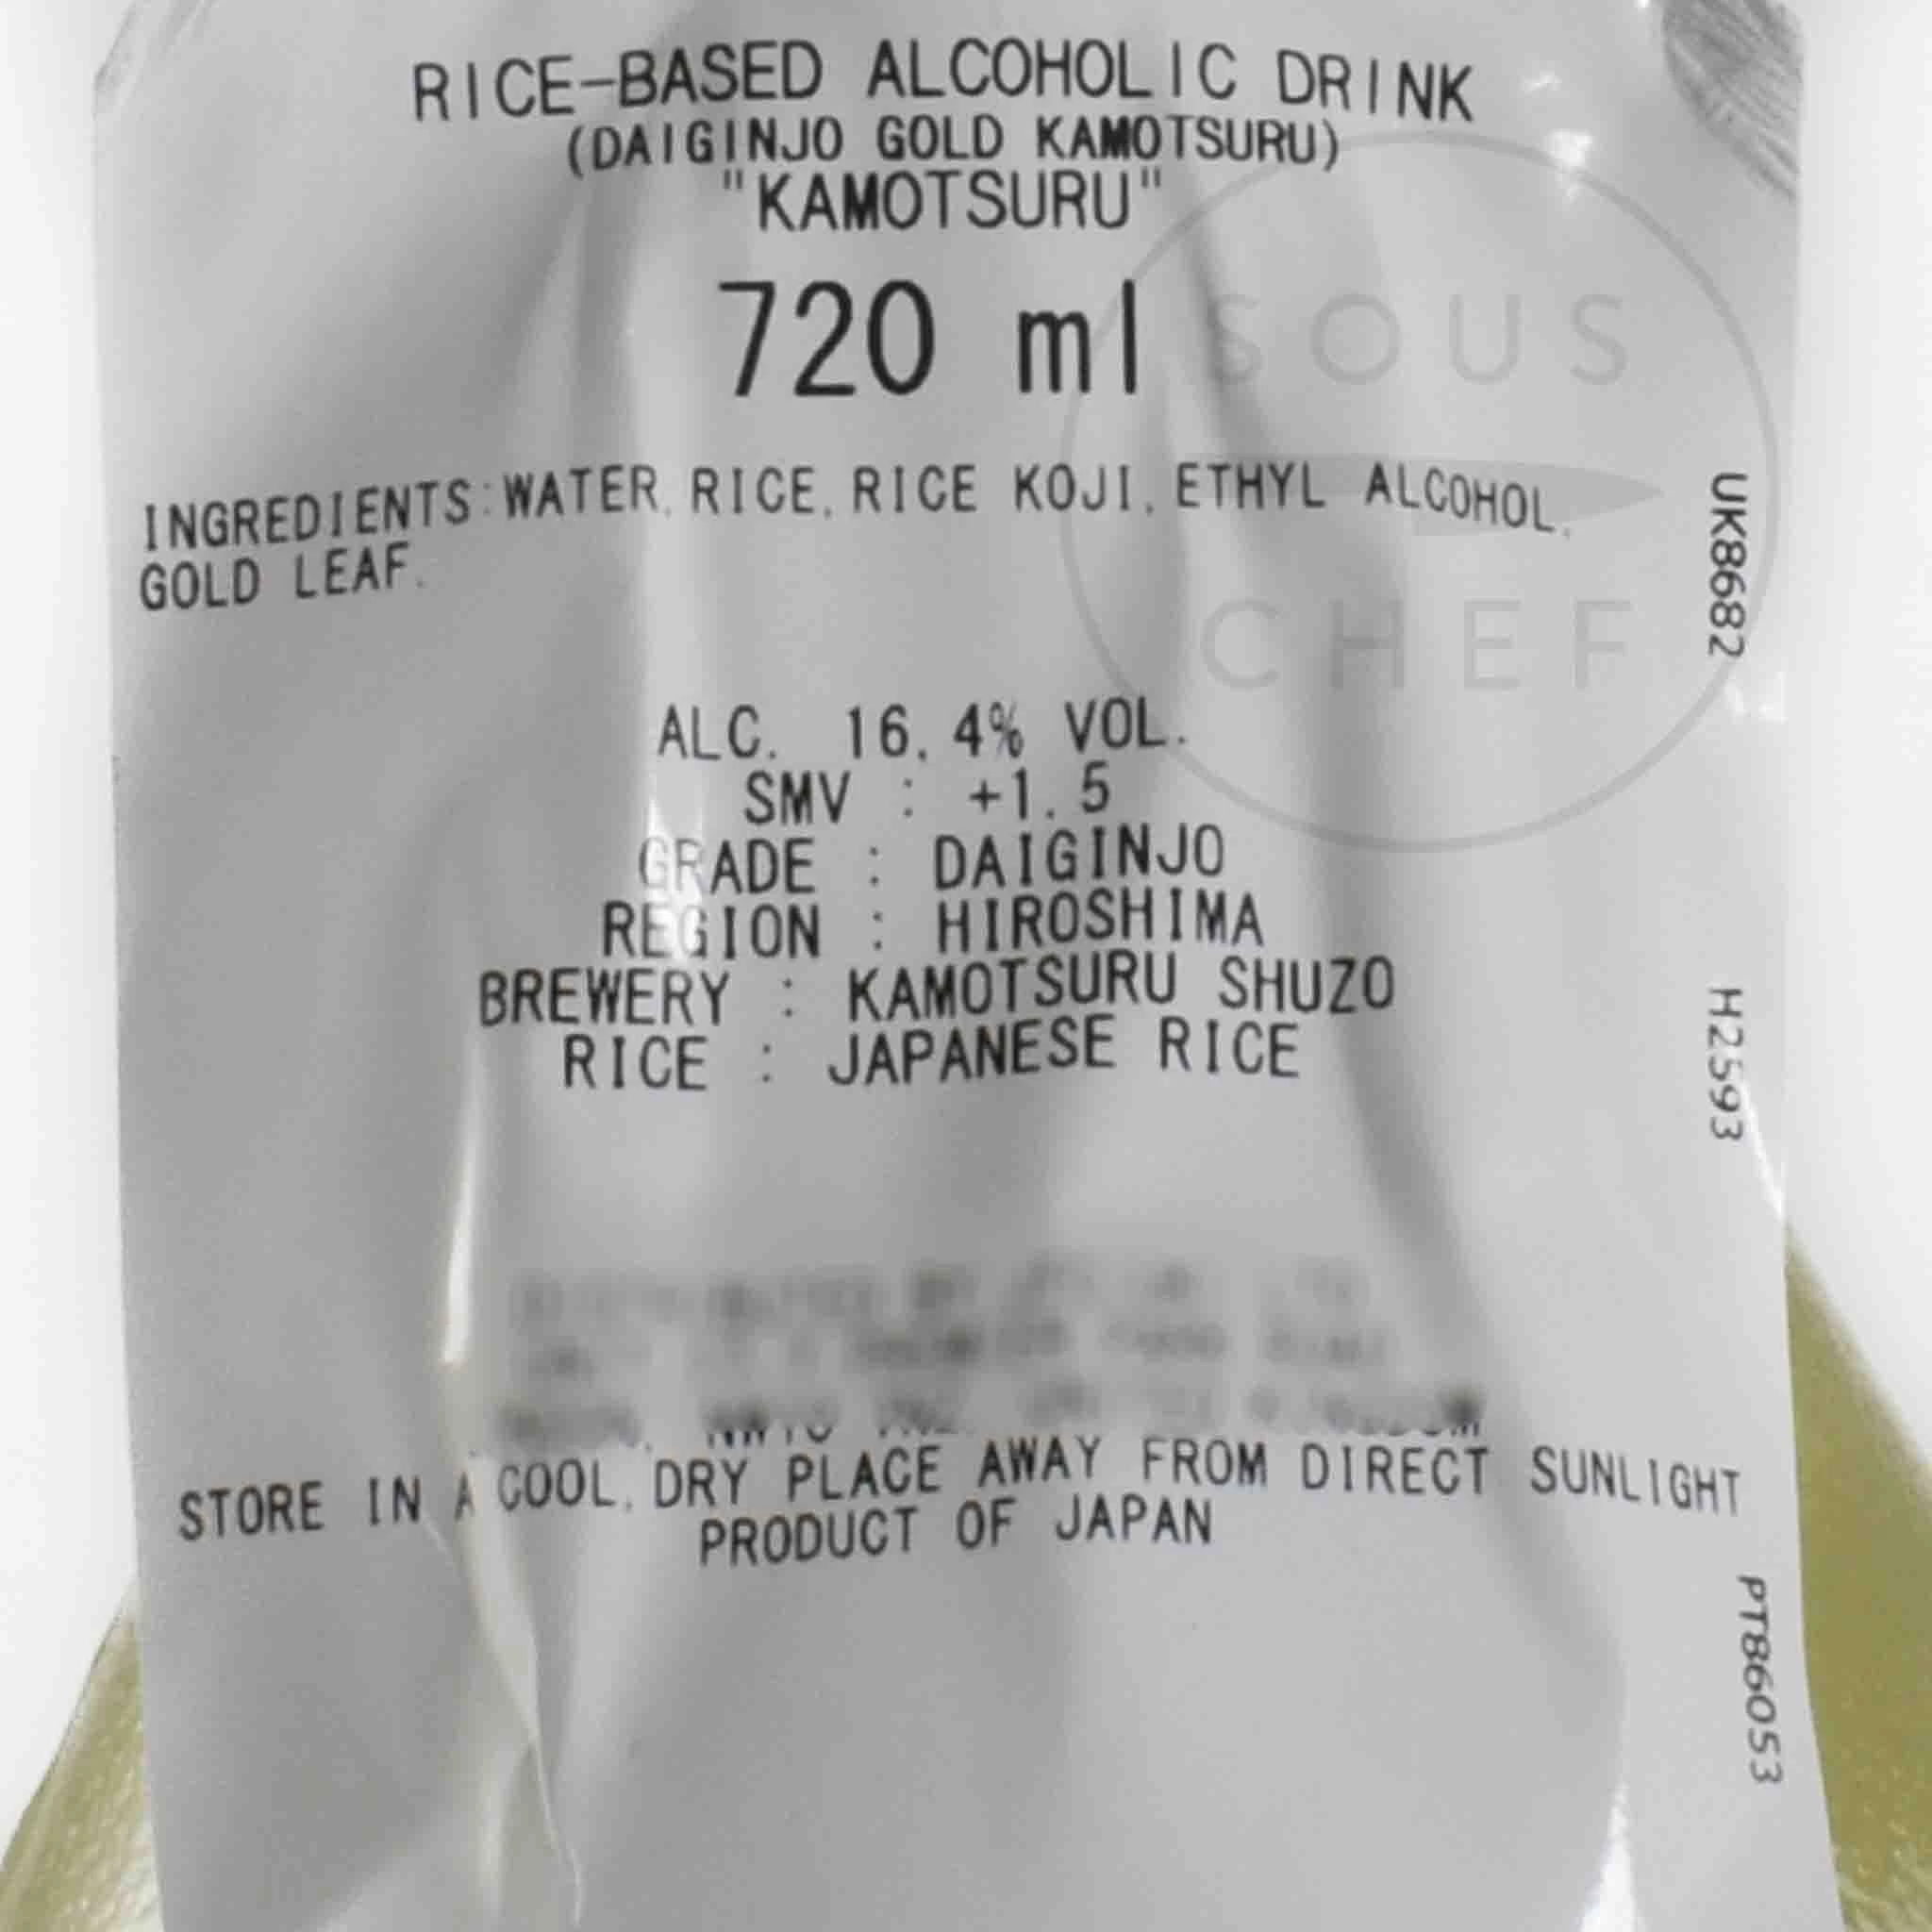 RICE-BASED ALCOHOLIC DRINK
(DAIGINJO GOLD KAMOTSURU)
"KAMOTSURU"
720 ml
SOUS
CHEF
INGREDIENTS:WATER, RICE, RICE KOJI, ETHYL ALCOHOL,
GOLD LEAF.
ALC. 16.4% VOL.
SMV : +1.5
GRADE : DAIGINJO
REGION : HIROSHIMA
BREWERY : KAMOTSURU SHUZO
RICE : JAPANESE RICE
STORE IN A COOL, DRY PLACE AWAY FROM DIRECT SUNLIGHT
PRODUCT OF JAPAN
UK8682
H2593
PT86053